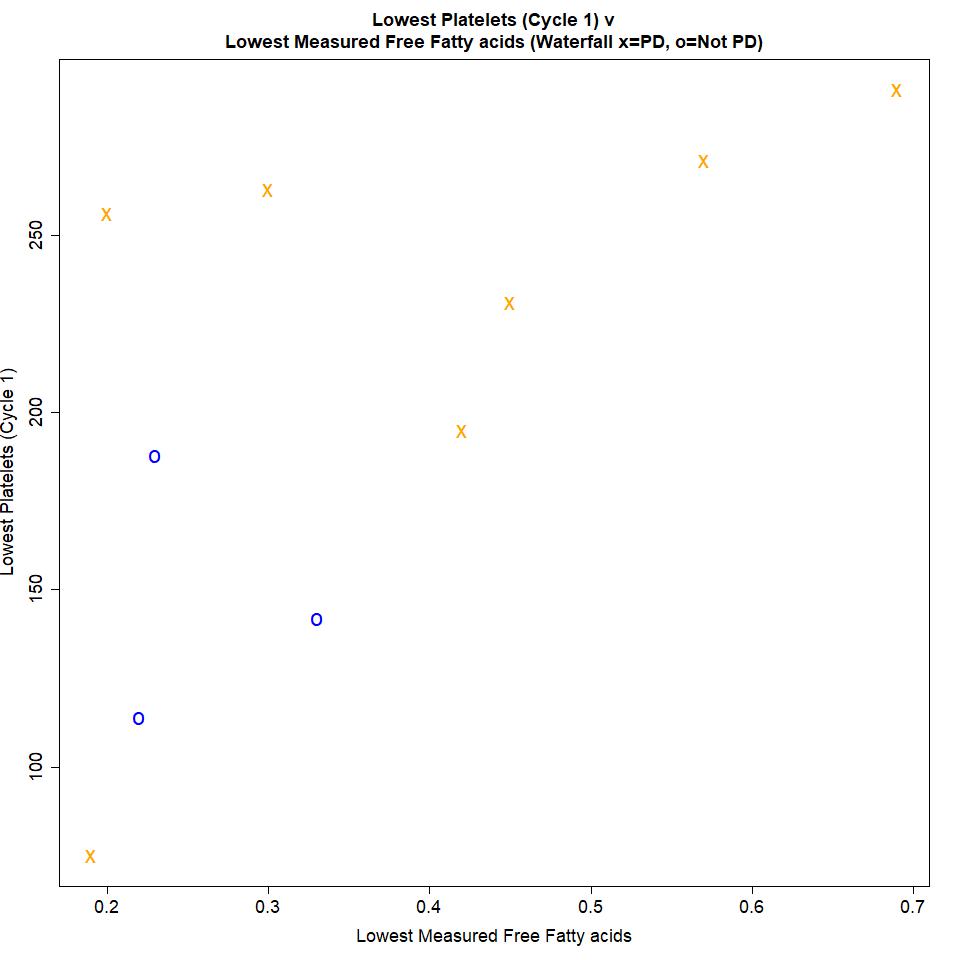 Lowest Platelets (Cycle 1) v
Lowest Measured Free Fatty acids (Waterfall x=PD, o=Not PD)
Lowest Platelets (Cycle 1)
250
200
150
100
X
X
X
X
X
X
O
O
O
X
0.2 0.3 0.4 0.5 0.6 0.7
Lowest Measured Free Fatty acids